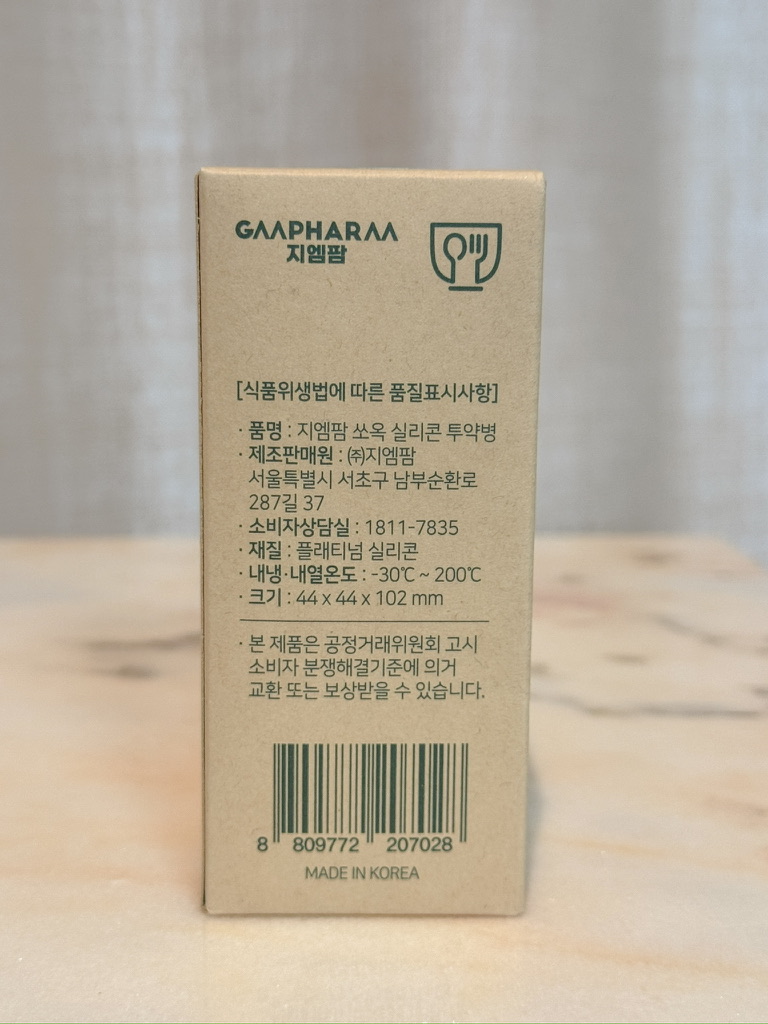 GMPHARM
지엠팜
[식품위생법에 따른 품질표시사항]
· 품명 : 지엠팜 쏘옥 실리콘 투약병
· 제조판매원 : ㈜지엠팜
서울특별시 서초구 남부순환로
287길 37
· 소비자상담실 : 1811-7835
· 재질 : 플래티넘 실리콘
· 내냉·내열온도 : -30℃ ~ 200℃
· 크기 : 44 x 44 x 102 mm
· 본 제품은 공정거래위원회 고시
소비자 분쟁해결기준에 의거
교환 또는 보상받을 수 있습니다.
8 809772 207028
MADE IN KOREA